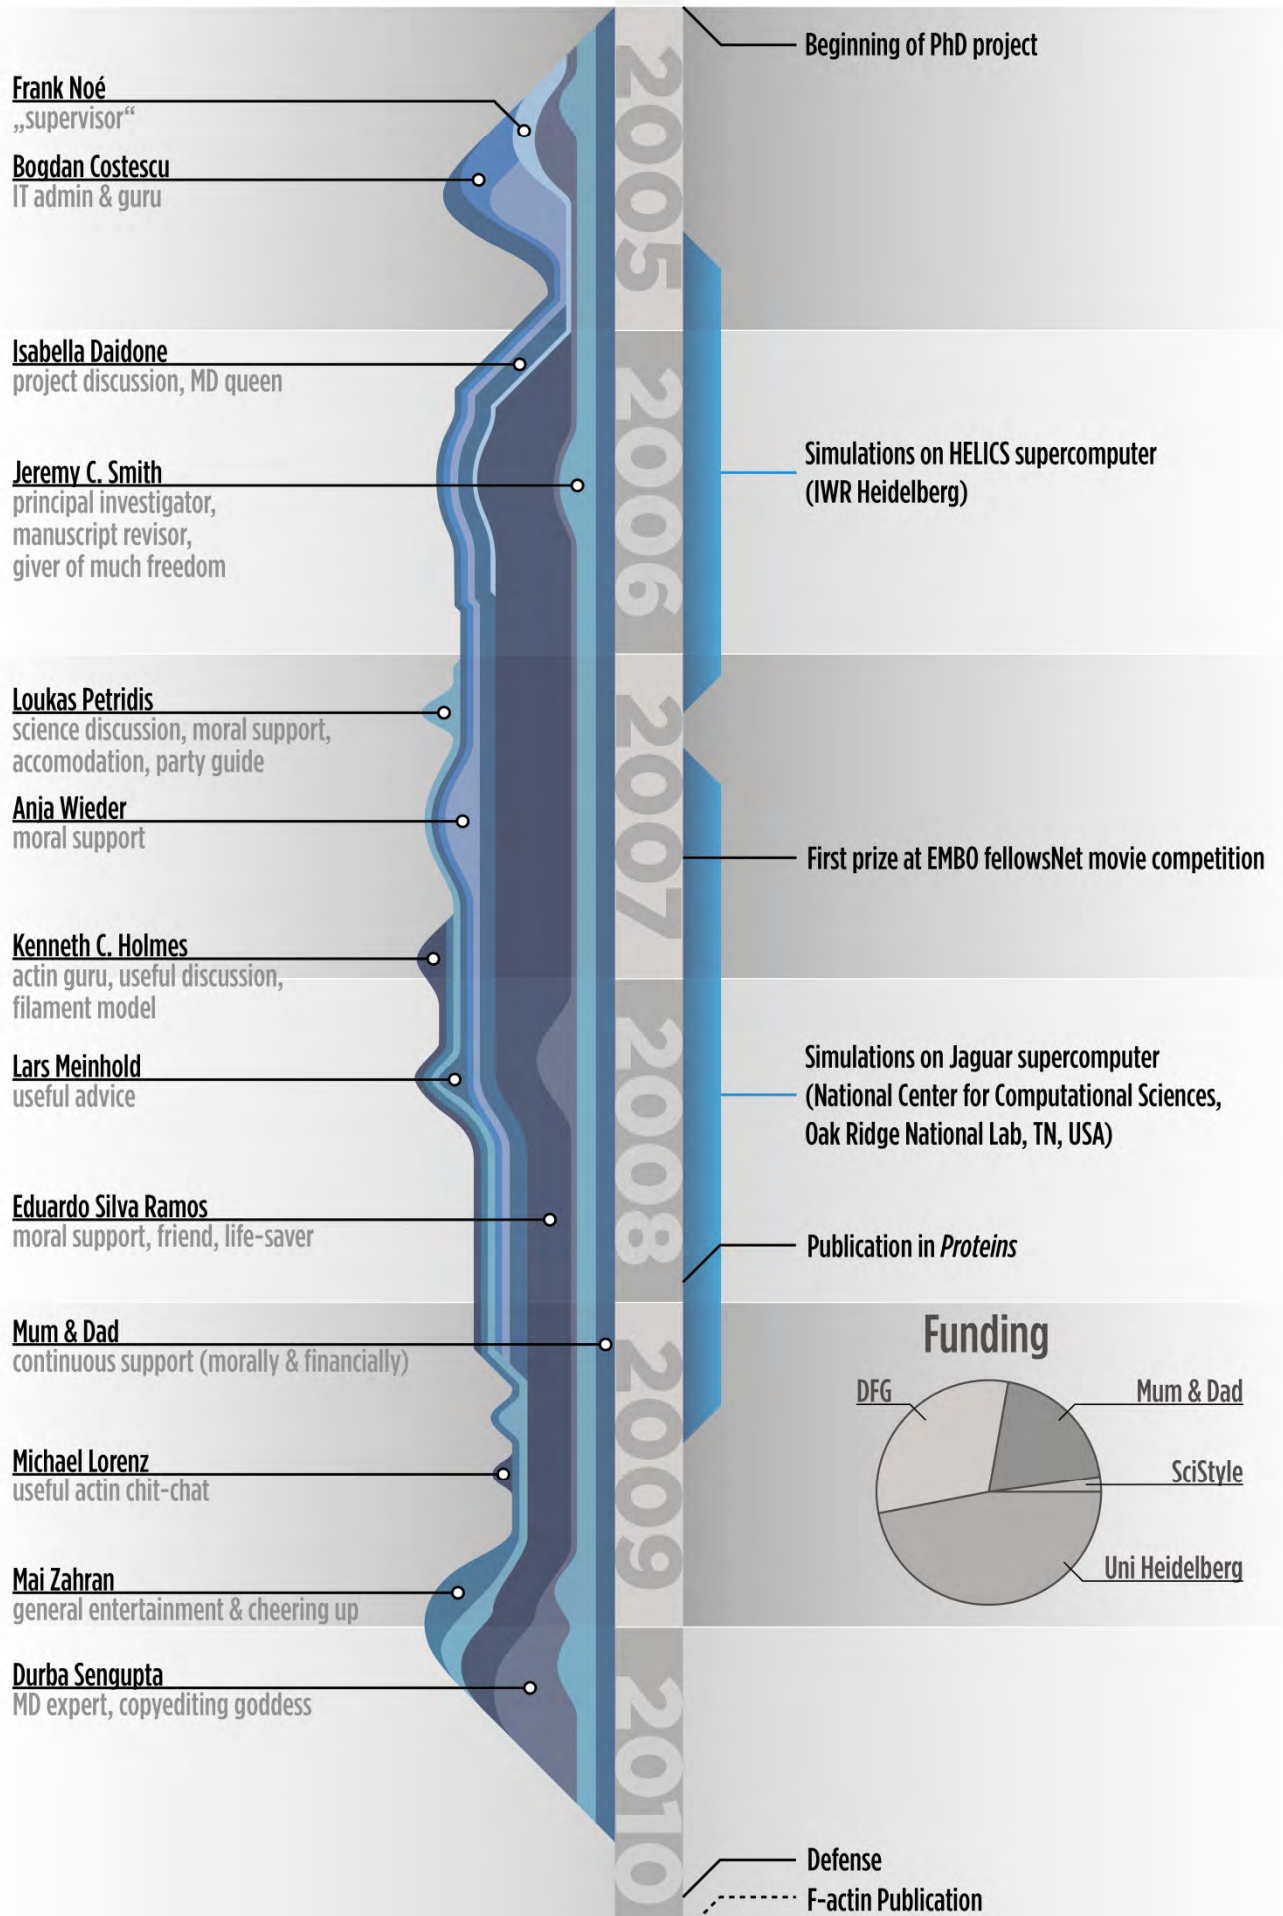 Beginning of PhD project
Frank Noé
„supervisor“
Bogdan Costescu
IT admin & guru
2005
Isabella Daidone
project discussion, MD queen
Jeremy C. Smith
principal investigator,
manuscript revisor,
giver of much freedom
2006
Simulations on HELICS supercomputer
(IWR Heidelberg)
Loukas Petridis
science discussion, moral support,
accomodation, party guide
Anja Wieder
moral support
2007
First prize at EMBO fellowsNet movie competition
Kenneth C. Holmes
actin guru, useful discussion,
filament model
Lars Meinhold
useful advice
2008
Simulations on Jaguar supercomputer
(National Center for Computational Sciences,
Oak Ridge National Lab, TN, USA)
Eduardo Silva Ramos
moral support, friend, life-saver
Publication in Proteins
Mum & Dad
continuous support (morally & financially)
2009
Funding
DFG
Mum & Dad
SciStyle
Uni Heidelberg
Michael Lorenz
useful actin chit-chat
Mai Zahran
general entertainment & cheering up
Durba Sengupta
MD expert, copyediting goddess
2010
Defense
F-actin Publication